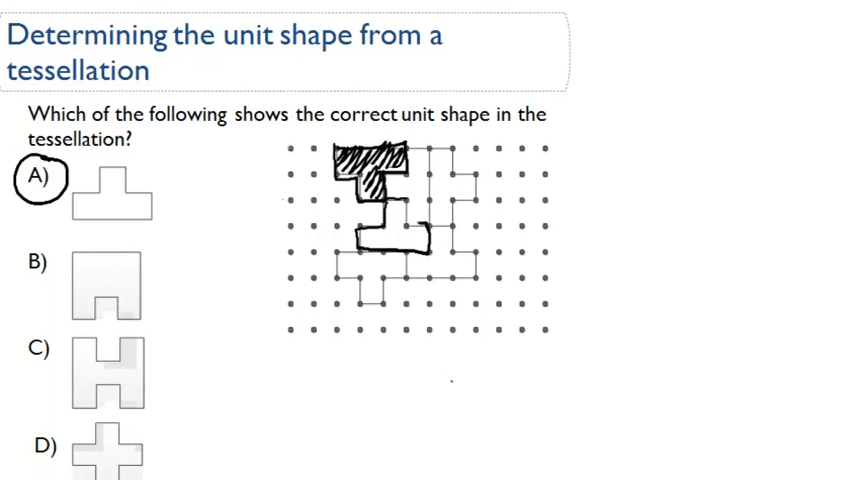 Determining the unit shape from a
tessellation
Which of the following shows the correct unit shape in the
tessellation?
A)
B)
C)
D)